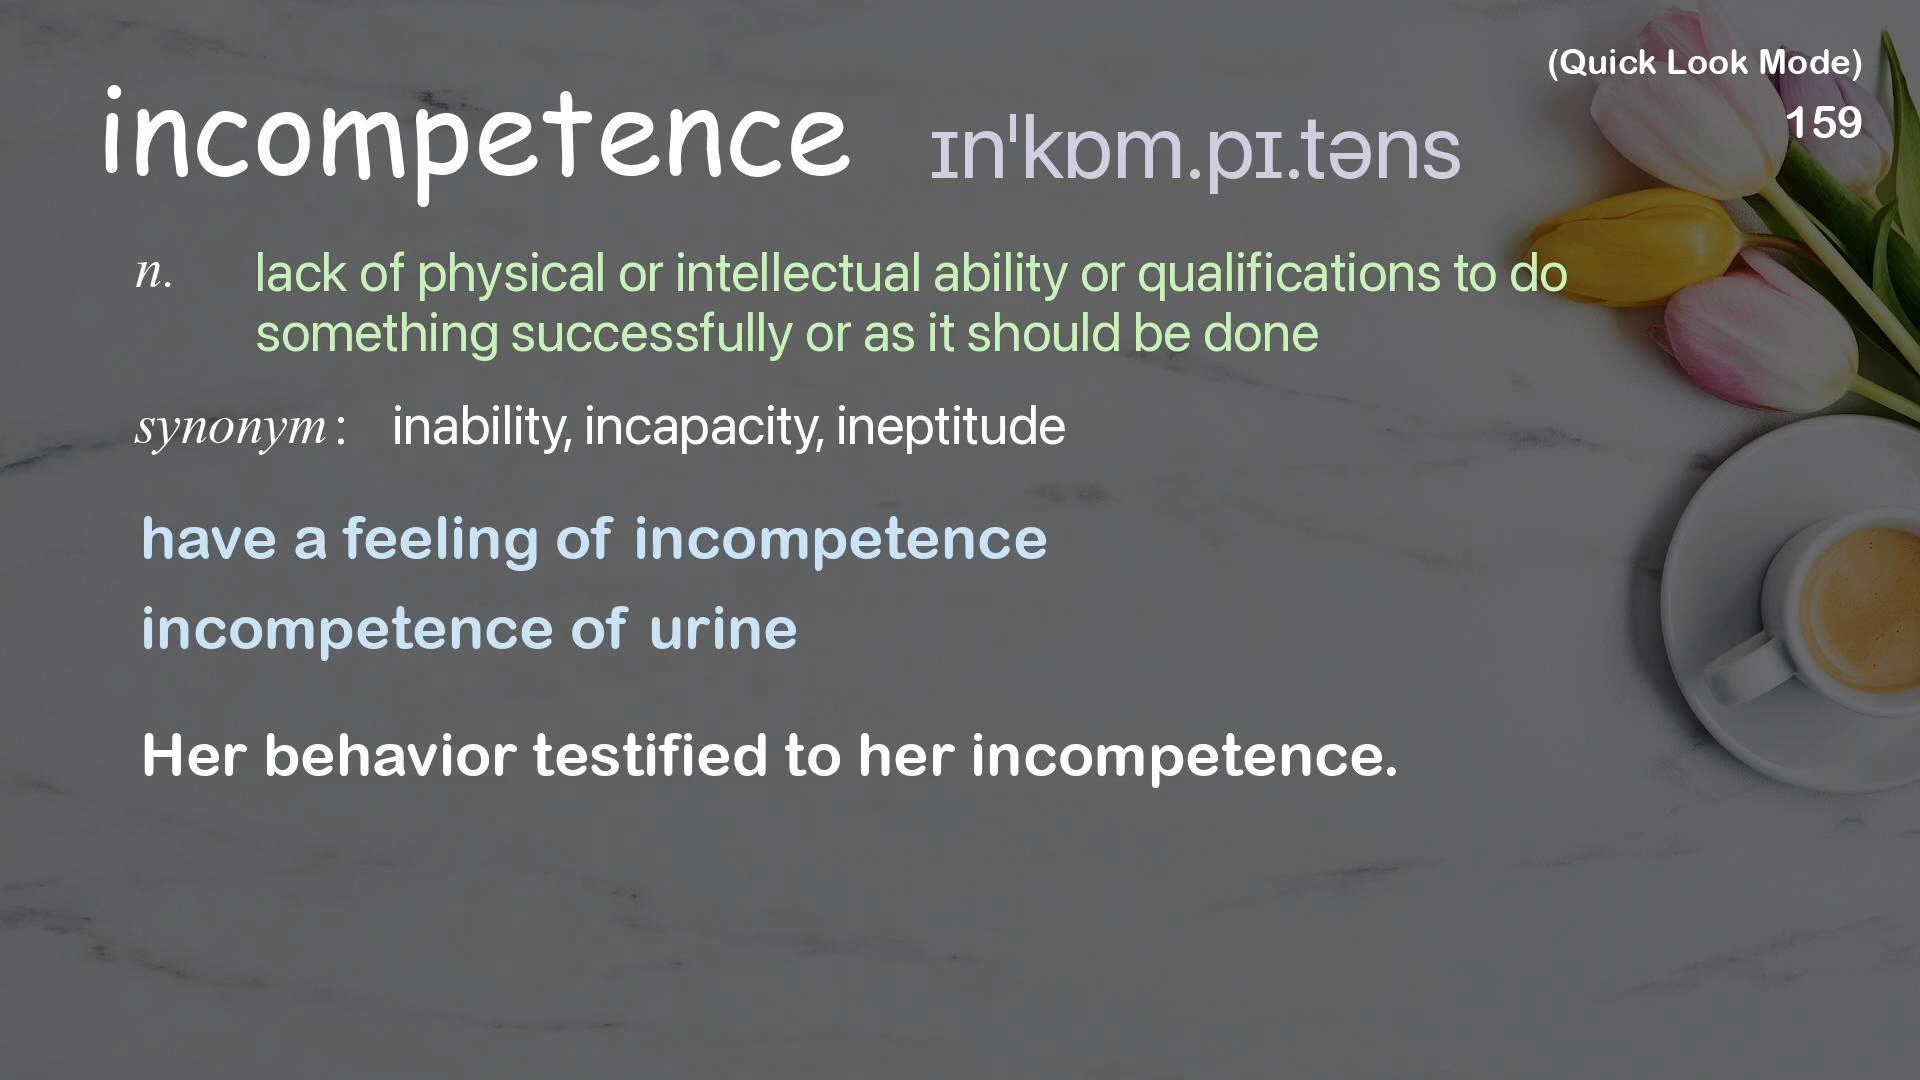 (Quick Look Mode)
159
incompetence ɪnˈkɒm.pɪ.təns
n. lack of physical or intellectual ability or qualifications to do
something successfully or as it should be done
synonym: inability, incapacity, ineptitude
have a feeling of incompetence
incompetence of urine
Her behavior testified to her incompetence.